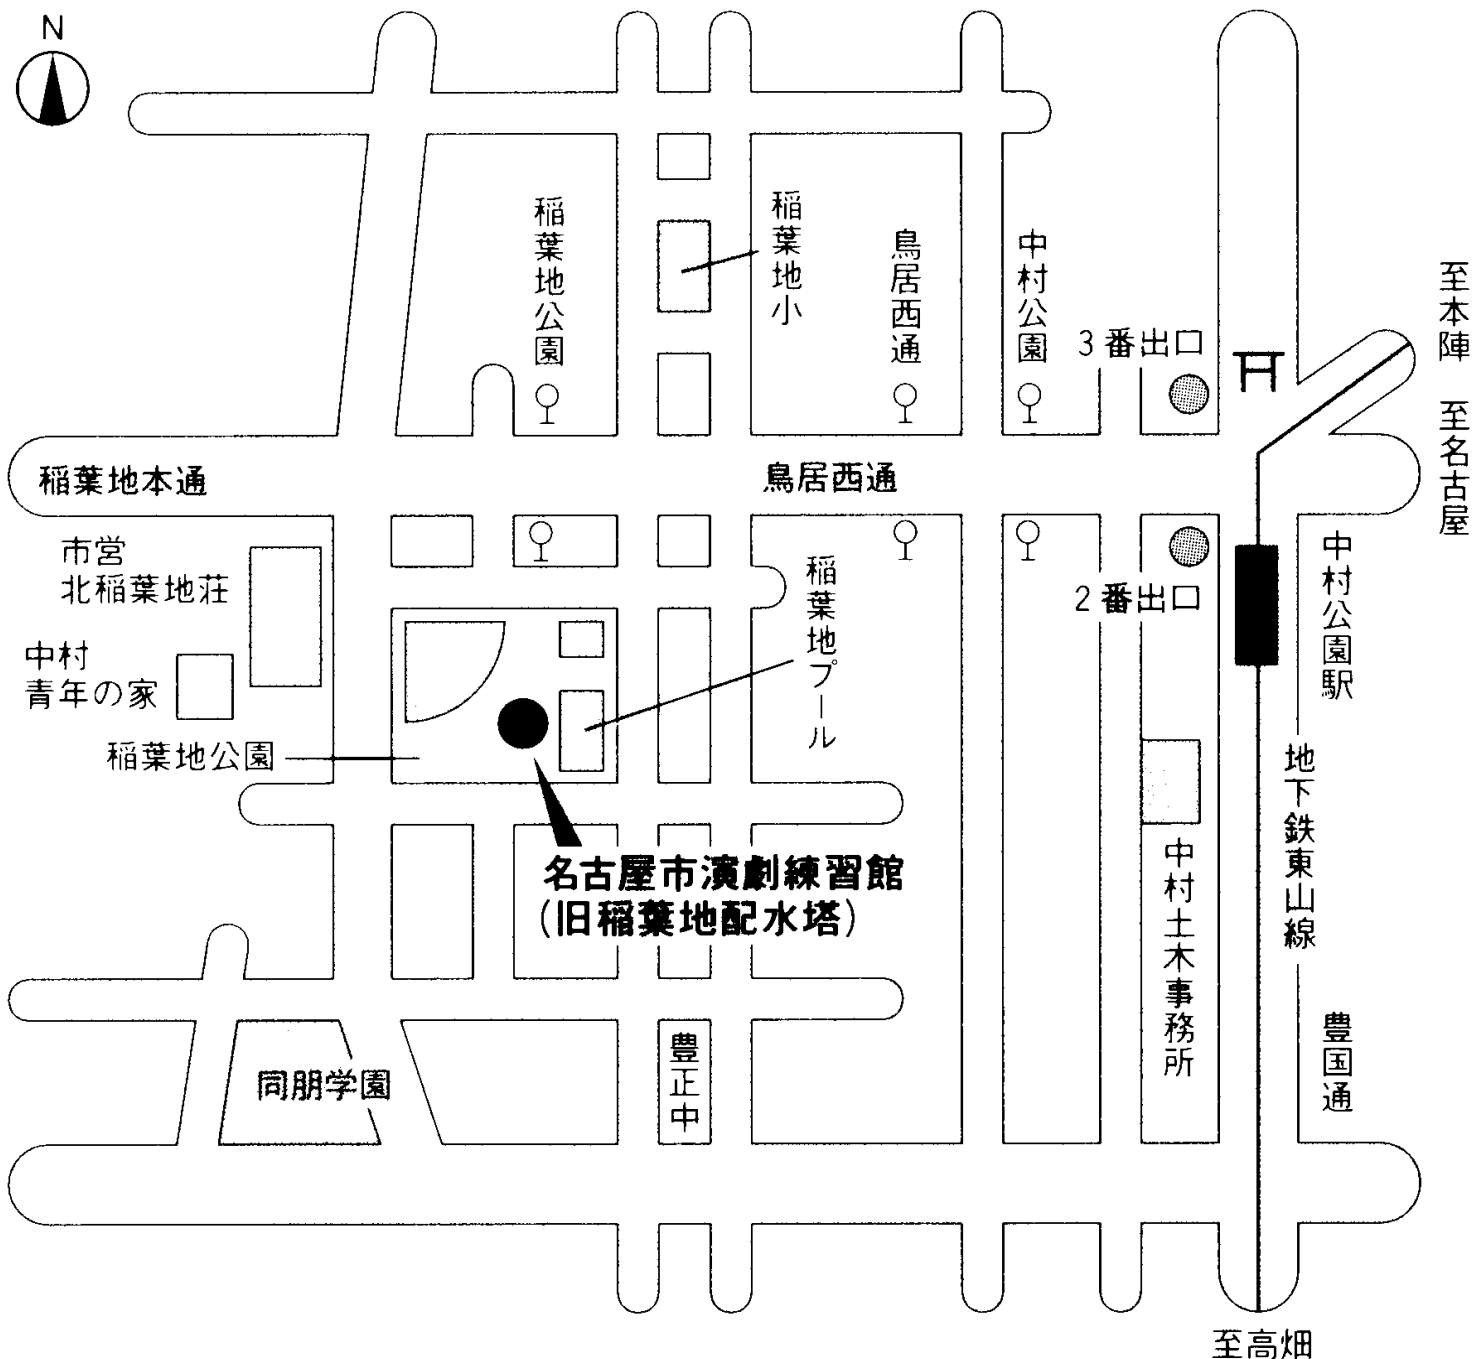 N
稲葉地公園
稲葉地小
鳥居西通
中村公園
3番出口
至本陣
至名古屋
稲葉地本通
鳥居西通
市営
北稲葉地荘
中村
青年の家
稲葉地公園
稲葉地プール
2番出口
中村公園駅
地下鉄東山線
名古屋市演劇練習館
(旧稲葉地配水塔)
中村土木事務所
豊国通
同朋学園
豊正中
至高畑